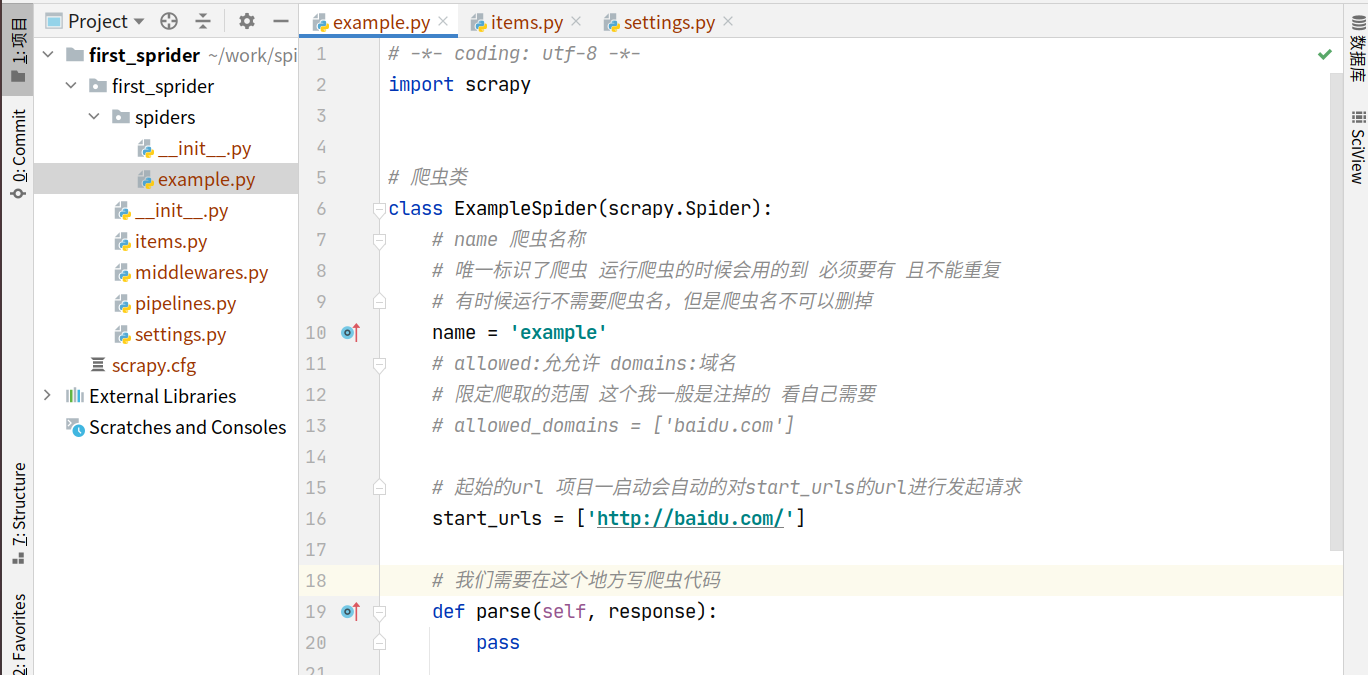 Project
example.py
items.py
settings.py
1:项目
0: Commit
7: Structure
2: Favorites
first_sprider ~/work/spi
first_sprider
spiders
__init__.py
example.py
__init__.py
items.py
middlewares.py
pipelines.py
settings.py
scrapy.cfg
External Libraries
Scratches and Consoles
1 # -*- coding: utf-8 -*-
2 import scrapy
3
4
5 # 爬虫类
6 class ExampleSpider(scrapy.Spider):
7 # name 爬虫名称
8 # 唯一标识了爬虫 运行爬虫的时候会用的到 必须要有 且不能重复
9 # 有时候运行不需要爬虫名，但是爬虫名不可以删掉
10 name = 'example'
11 # allowed:允允许 domains:域名
12 # 限定爬取的范围 这个我一般是注掉的 看自己需要
13 # allowed_domains = ['baidu.com']
14
15 # 起始的url 项目一启动会自动的对start_urls的url进行发起请求
16 start_urls = ['http://baidu.com/']
17
18 # 我们需要在这个地方写爬虫代码
19 def parse(self, response):
20 pass
21
数据库
SciView